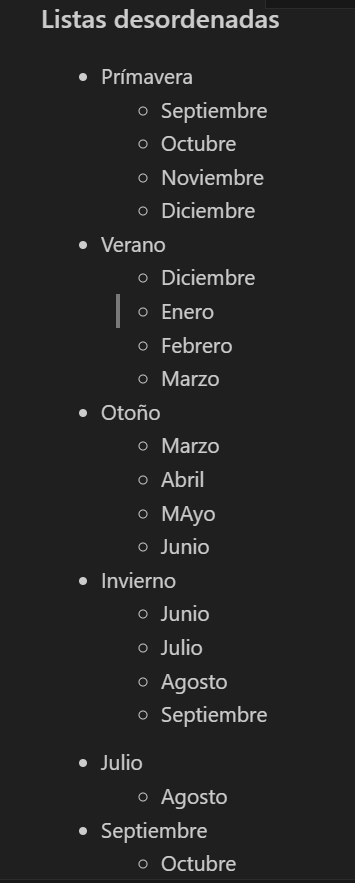 Listas desordenadas
Prímavera
Septiembre
Octubre
Noviembre
Diciembre
Verano
Diciembre
Enero
Febrero
Marzo
Otoño
Marzo
Abril
MAyo
Junio
Invierno
Junio
Julio
Agosto
Septiembre
Julio
Agosto
Septiembre
Octubre